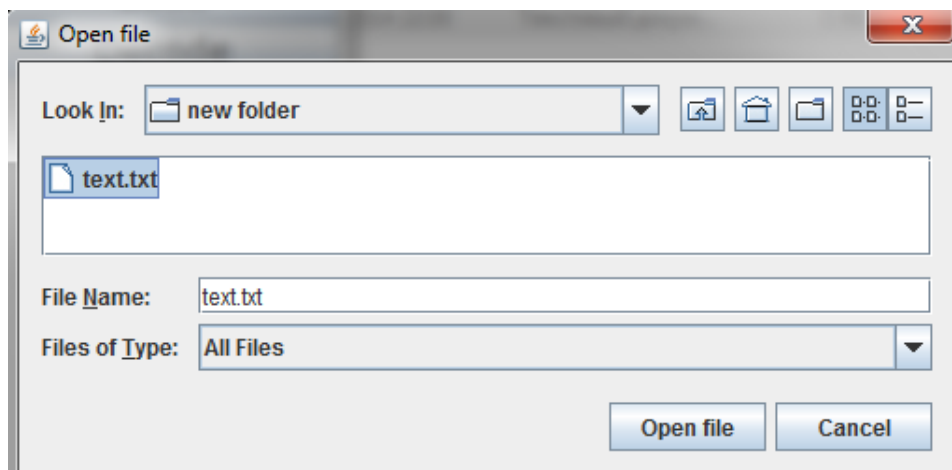 Open file
Look In: new folder
text.txt
File Name: text.txt
Files of Type: All Files
Open file Cancel